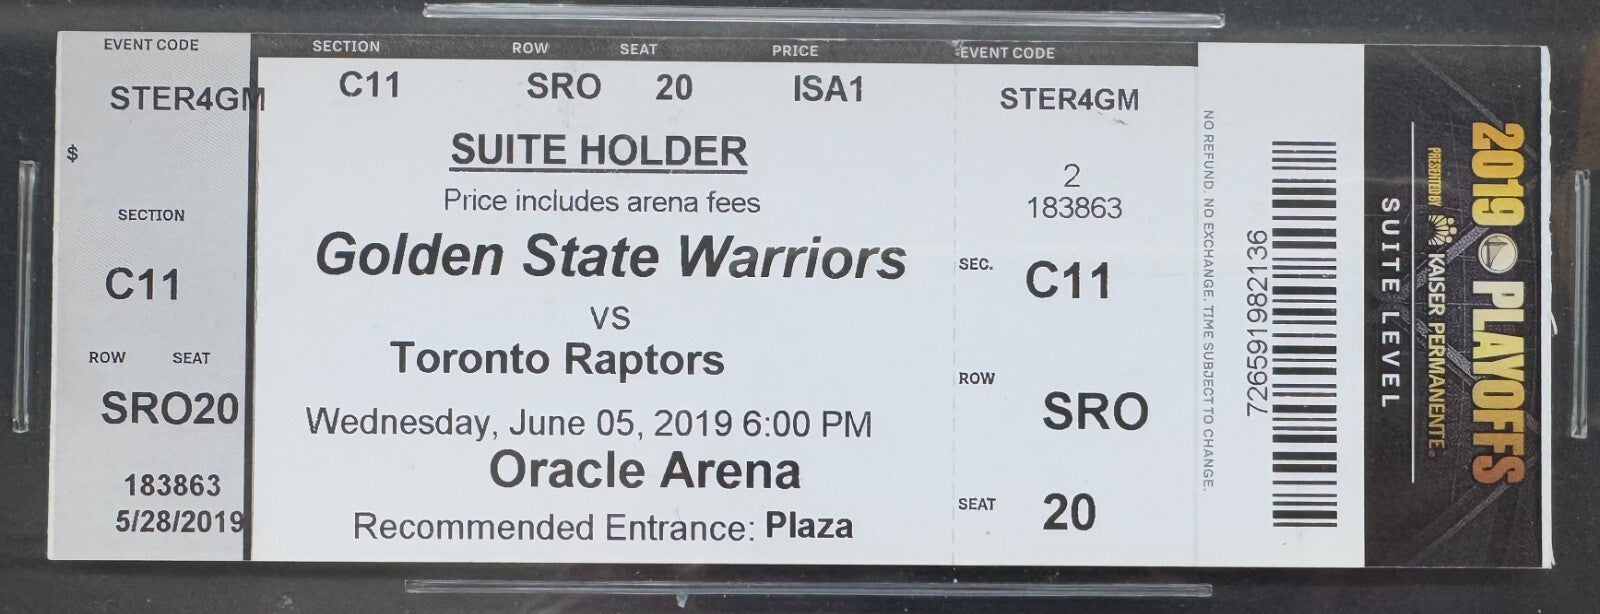 EVENT CODE
STER4GM
$
SECTION
C11
ROW SEAT
SRO20
183863
5/28/2019
SECTION ROW SEAT PRICE
C11 SRO 20 ISA1
SUITE HOLDER
Price includes arena fees
Golden State Warriors
VS
Toronto Raptors
Wednesday, June 05, 2019 6:00 PM
Oracle Arena
Recommended Entrance: Plaza
EVENT CODE
STER4GM
2
183863
SEC. C11
ROW SRO
SEAT 20
NO REFUND. NO EXCHANGE. TIME SUBJECT TO CHANGE.
726591982136
2019 PLAYOFFS
PRESENTED BY KAISER PERMANENTE®
SUITE LEVEL